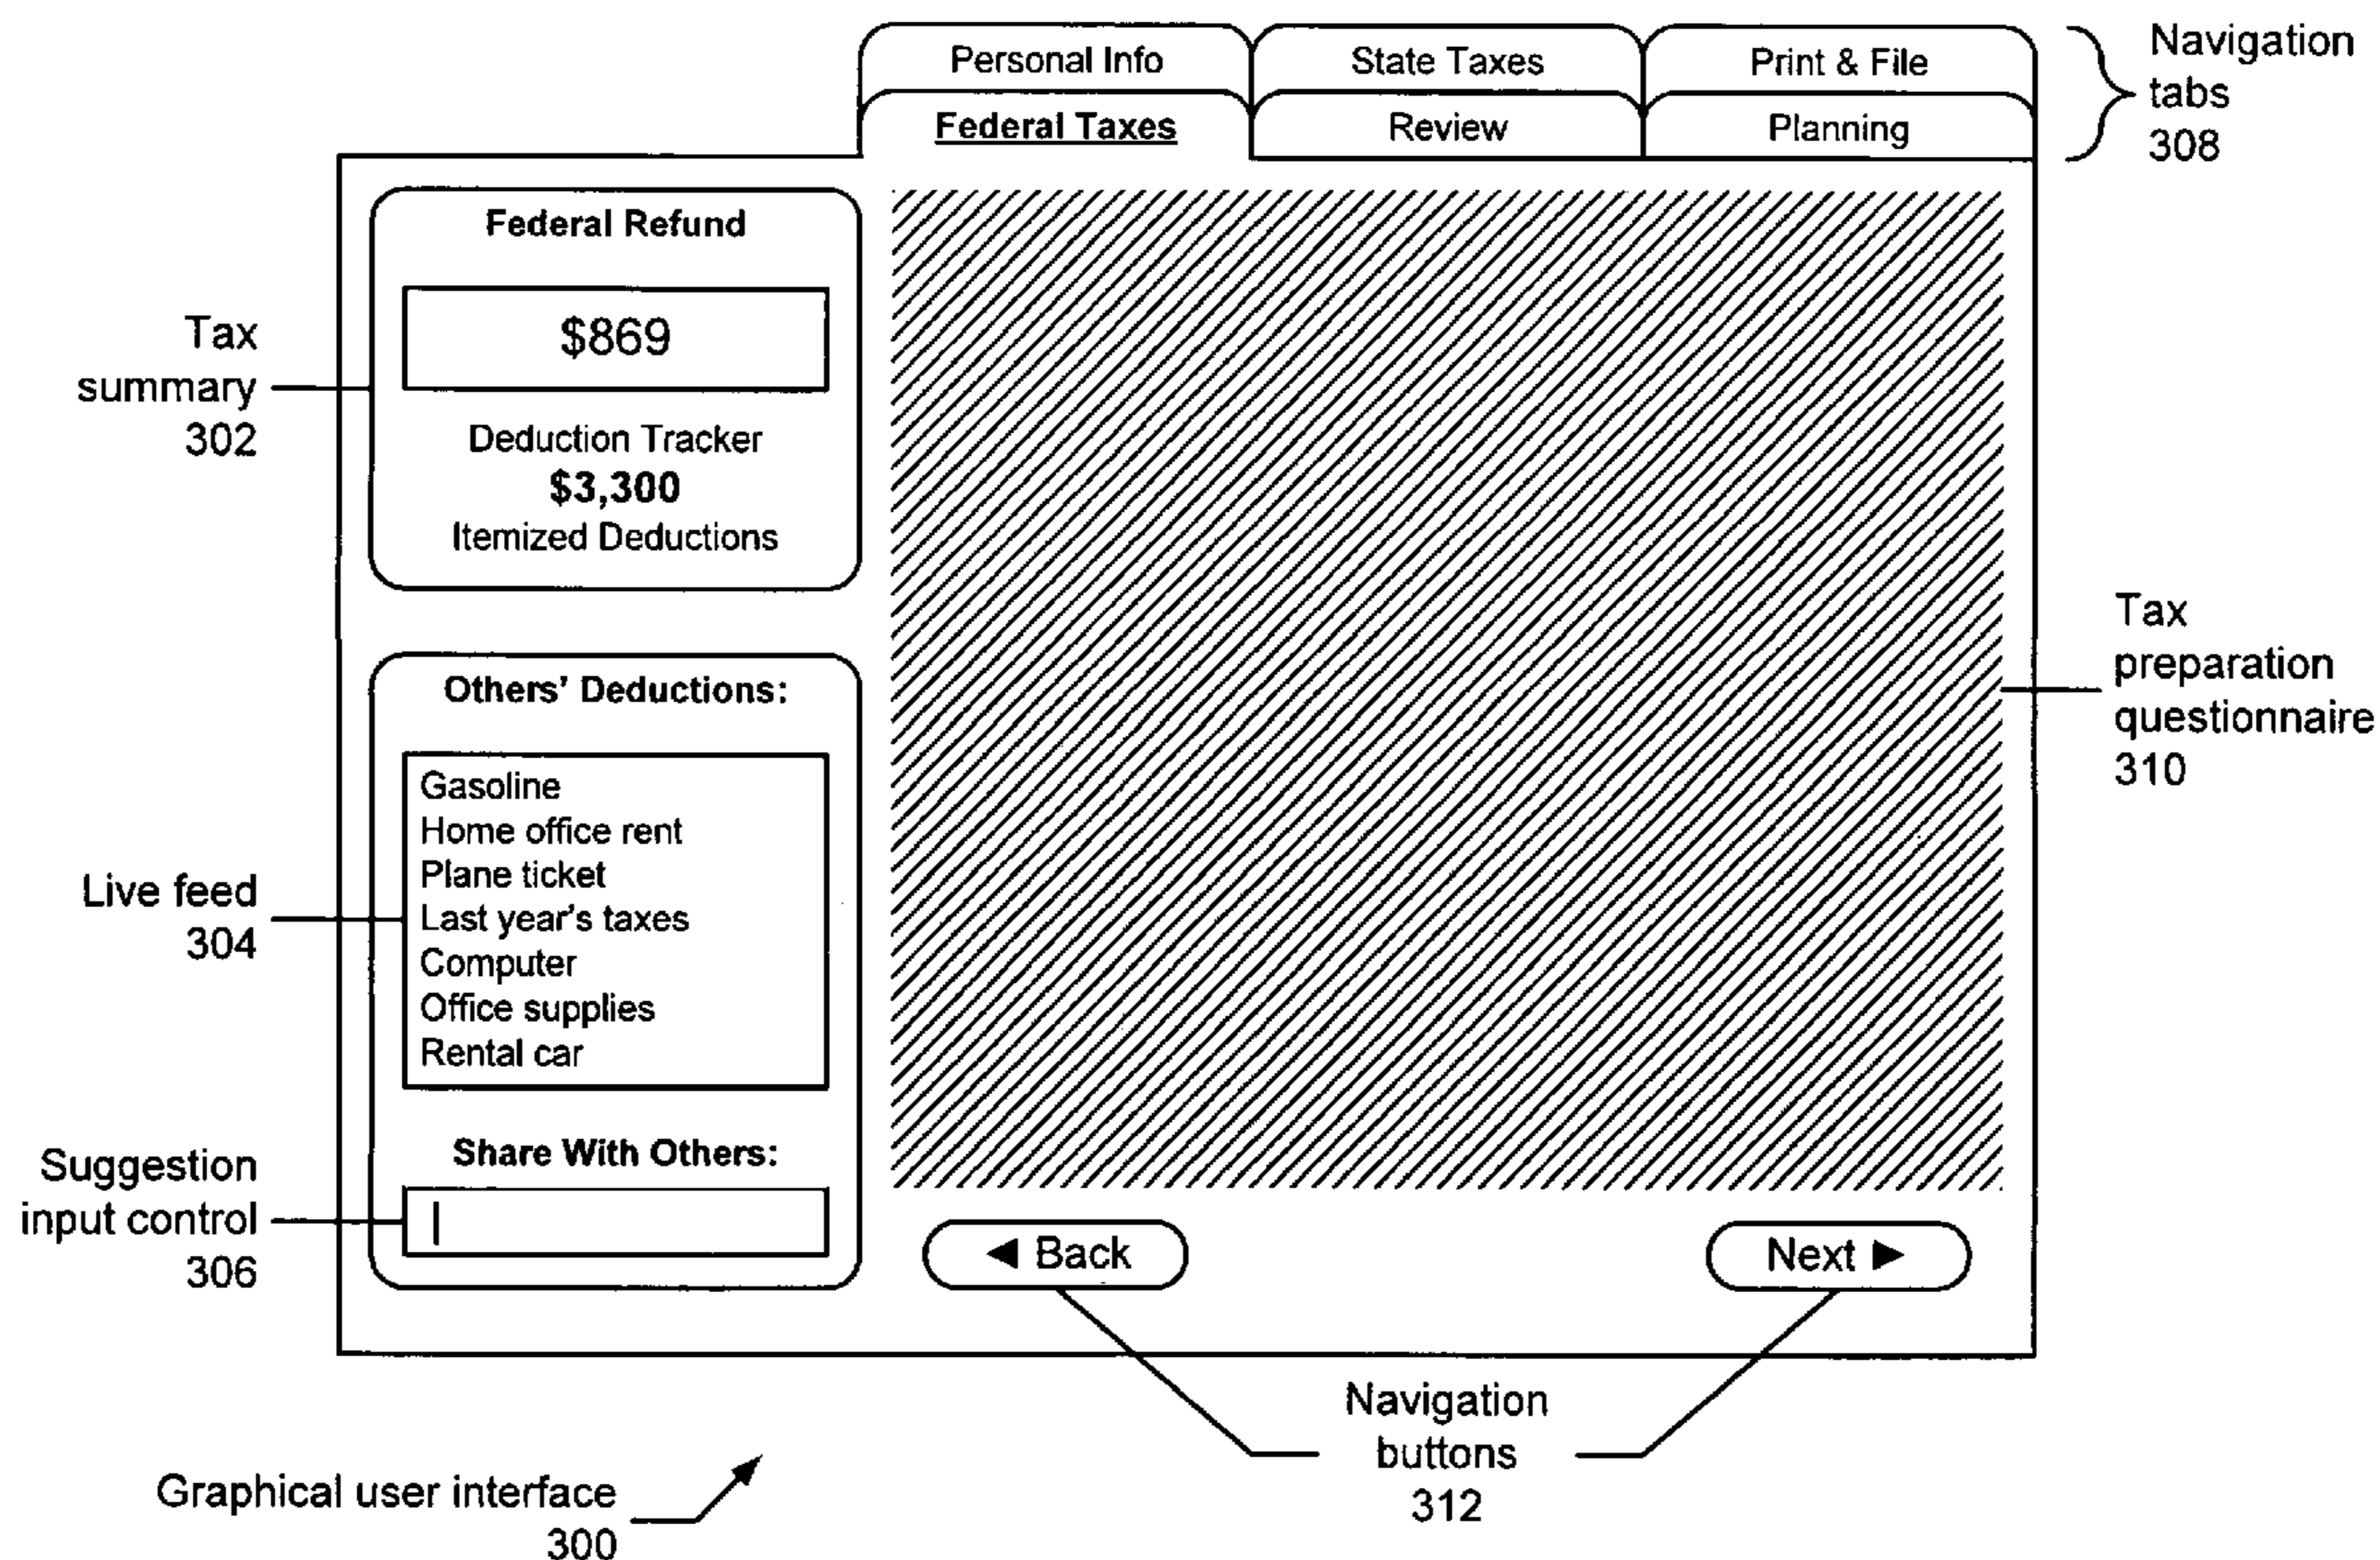 Personal Info
State Taxes
Print & File
Federal Taxes
Review
Planning
Navigation
tabs
308
Federal Refund
$869
Deduction Tracker
$3,300
Itemized Deductions
Tax
summary
302
Others' Deductions:
Gasoline
Home office rent
Plane ticket
Last year's taxes
Computer
Office supplies
Rental car
Live feed
304
Share With Others:
Suggestion
input control
306
Tax
preparation
questionnaire
310
◄ Back
Next ►
Navigation
buttons
312
Graphical user interface
300